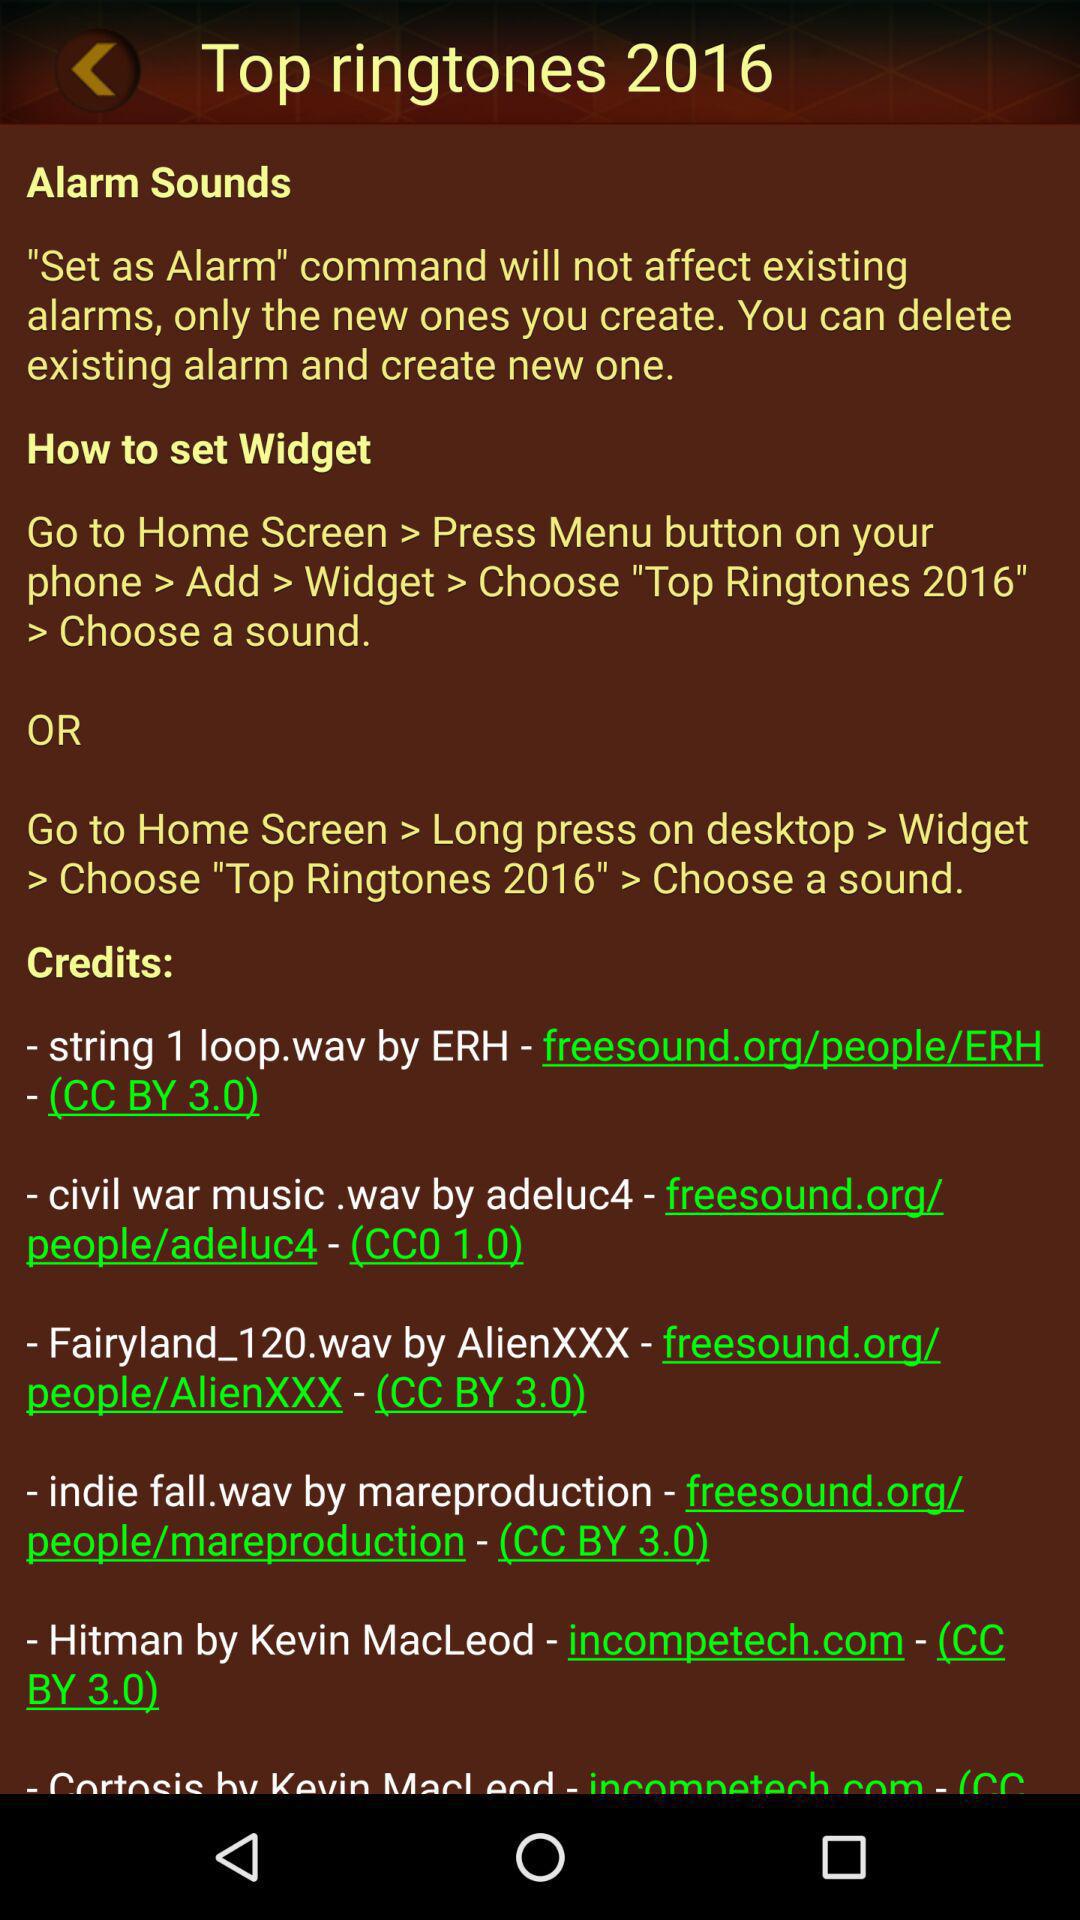 Top ringtones 2016
Alarm Sounds
"Set as Alarm" command will not affect existing
alarms, only the new ones you create. You can delete
existing alarm and create new one.
How to set Widget
Go to Home Screen > Press Menu button on your
phone > Add > Widget > Choose "Top Ringtones 2016"
> Choose a sound.
OR
Go to Home Screen > Long press on desktop > Widget
> Choose "Top Ringtones 2016" > Choose a sound.
Credits:
- string 1 loop.wav by ERH - freesound.org/people/ERH
- (CC BY 3.0)
- civil war music .wav by adeluc4 - freesound.org/
people/adeluc4 - (CC0 1.0)
- Fairyland_120.wav by AlienXXX - freesound.org/
people/AlienXXX - (CC BY 3.0)
- indie fall.wav by mareproduction - freesound.org/
people/mareproduction - (CC BY 3.0)
- Hitman by Kevin MacLeod - incompetech.com - (CC
BY 3.0)
- Cortosis by Kevin MacLeod - incompetech.com - (CC